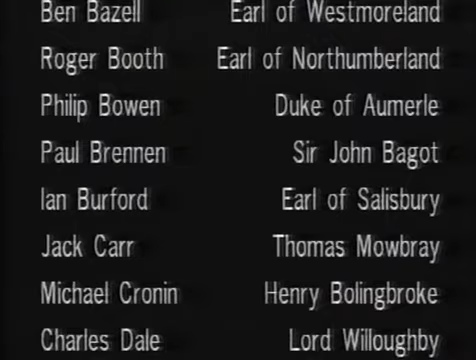 Ben Bazell Earl of Westmoreland
Roger Booth Earl of Northumberland
Philip Bowen Duke of Aumerle
Paul Brennen Sir John Bagot
Ian Burford Earl of Salisbury
Jack Carr Thomas Mowbray
Michael Cronin Henry Bolingbroke
Charles Dale Lord Willoughby